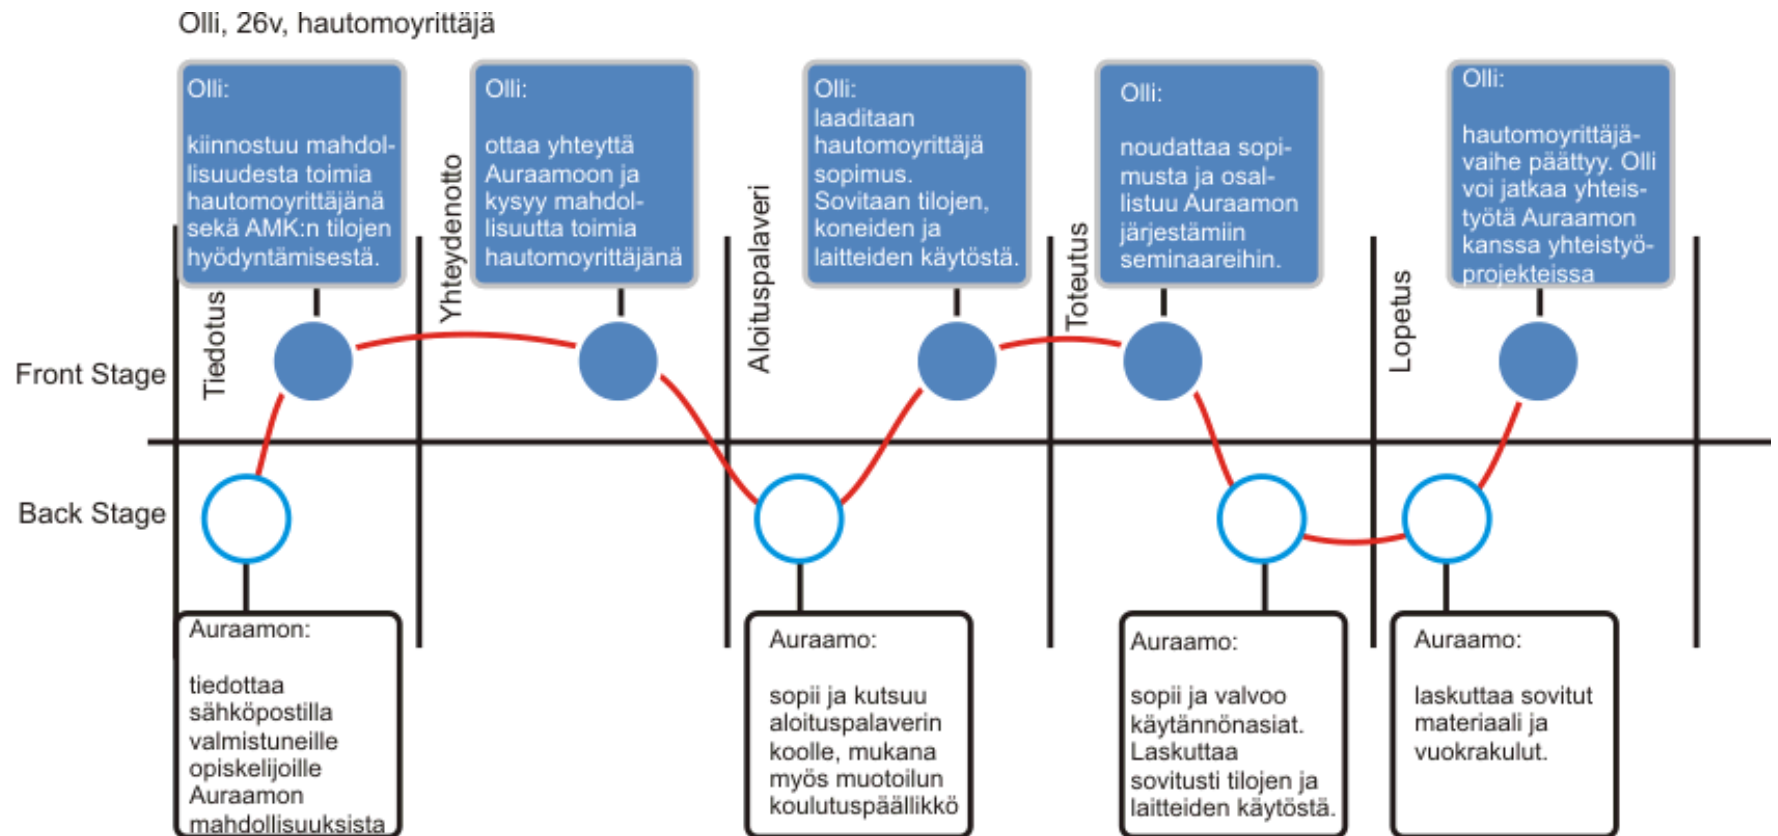 Olli, 26v, hautomoyrittäjä
Olli:
kiinnostuu mahdol-
lisuudesta toimia
hautomoyrittäjänä
sekä AMK:n tilojen
hyödyntämisestä.
Olli:
ottaa yhteyttä
Auraamoon ja
kysyy mahdol-
lisuutta toimia
hautomoyrittäjänä
Olli:
laaditaan
hautomoyrittäjä
sopimus.
Sovitaan tilojen,
koneiden ja
laitteiden käytöstä.
Olli:
noudattaa sopi-
musta ja osal-
listuu Auraamon
järjestämiin
seminaareihin.
Olli:
hautomoyrittäjä-
vaihe päättyy. Olli
voi jatkaa yhteis-
työtä Auraamon
kanssa yhteistyö-
projekteissa
Tiedotus
Yhteydenotto
Aloituspalaveri
Toteutus
Lopetus
Front Stage
Back Stage
Auraamon:
tiedottaa
sähköpostilla
valmistuneille
opiskelijoille
Auraamon
mahdollisuuksista
Auraamo:
sopii ja kutsuu
aloituspalaverin
koolle, mukana
myös muotoilun
koulutuspäällikkö
Auraamo:
sopii ja valvoo
käytännönasiat.
Laskuttaa
sovitusti tilojen ja
laitteiden käytöstä.
Auraamo:
laskuttaa sovitut
materiaali ja
vuokrakulut.